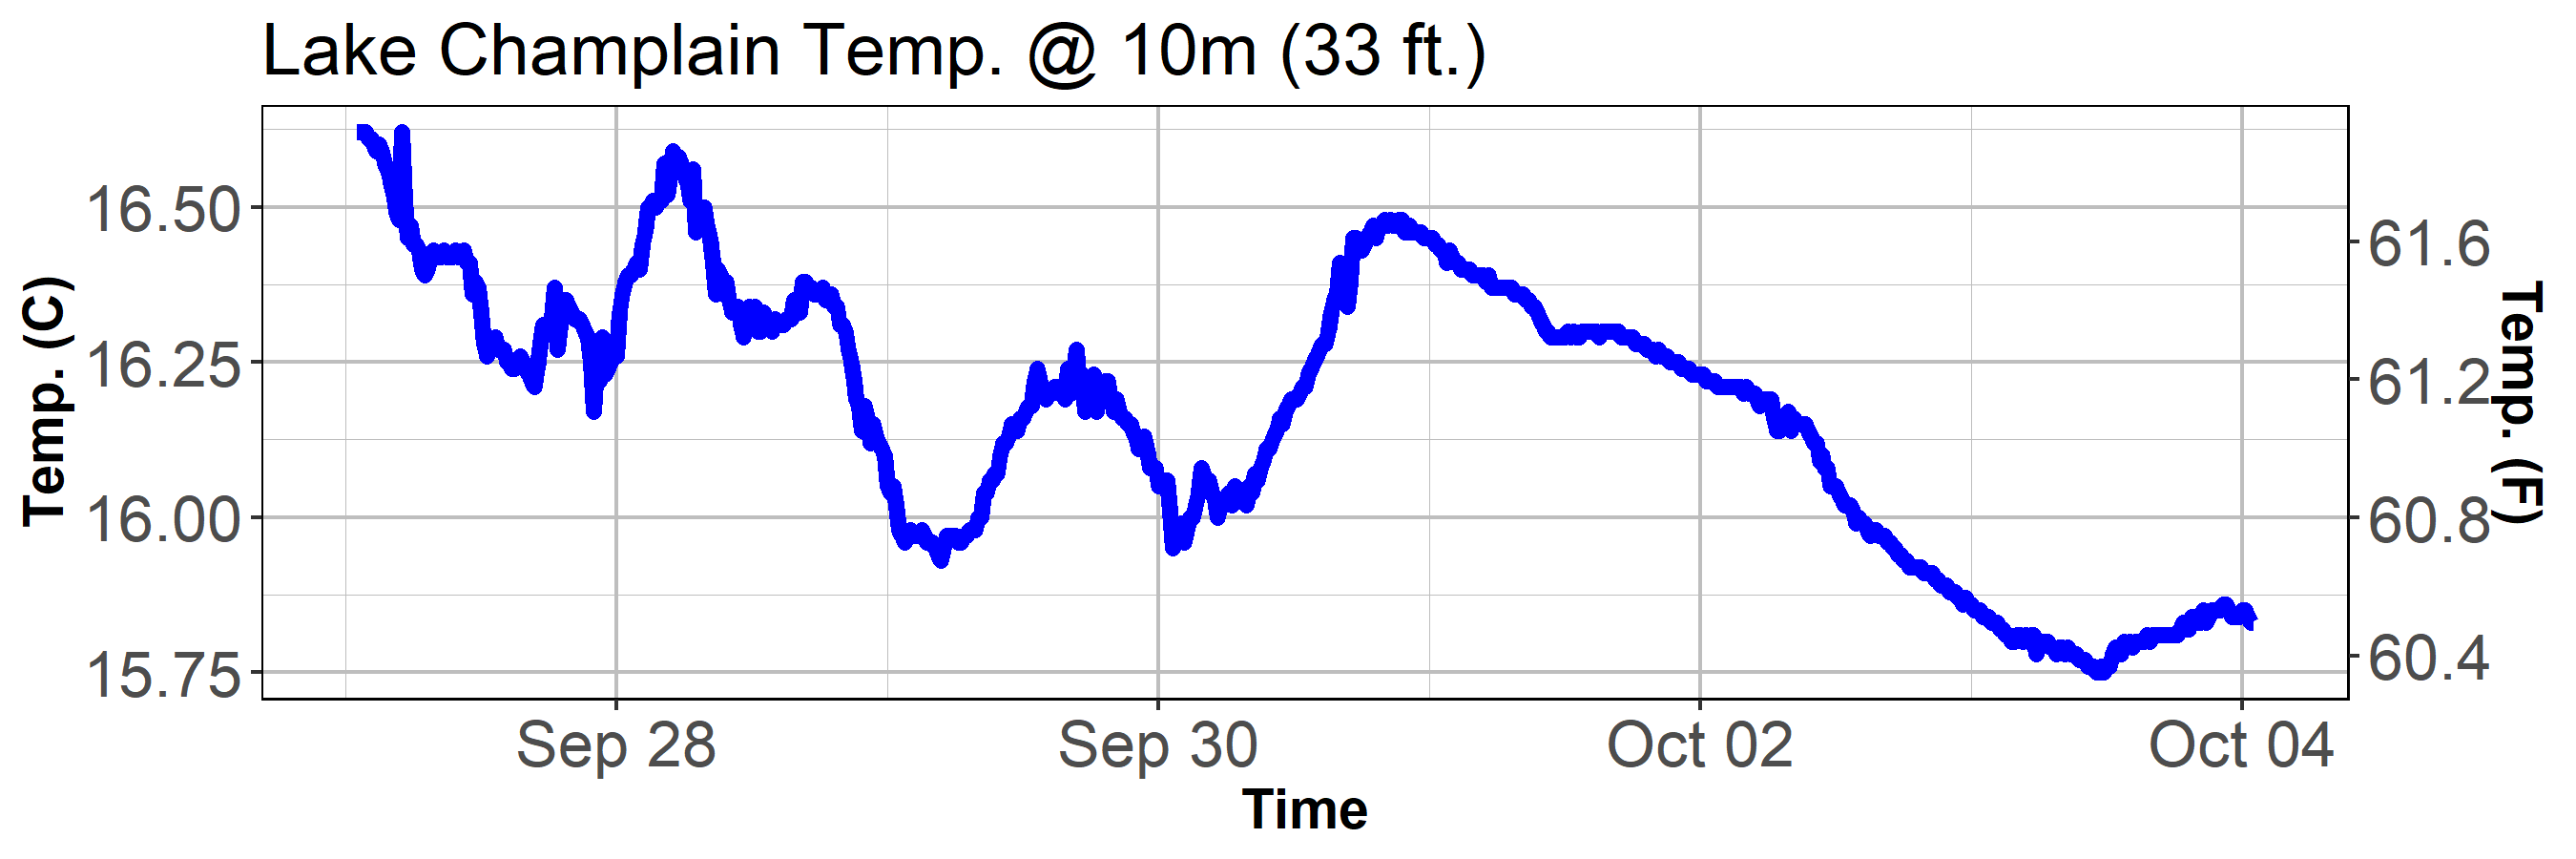 Lake Champlain Temp. @ 10m (33 ft.)
Temp. (C)
16.50
16.25
16.00
15.75
61.6
61.2
60.8
60.4
Temp. (F)
Sep 28
Sep 30
Oct 02
Oct 04
Time